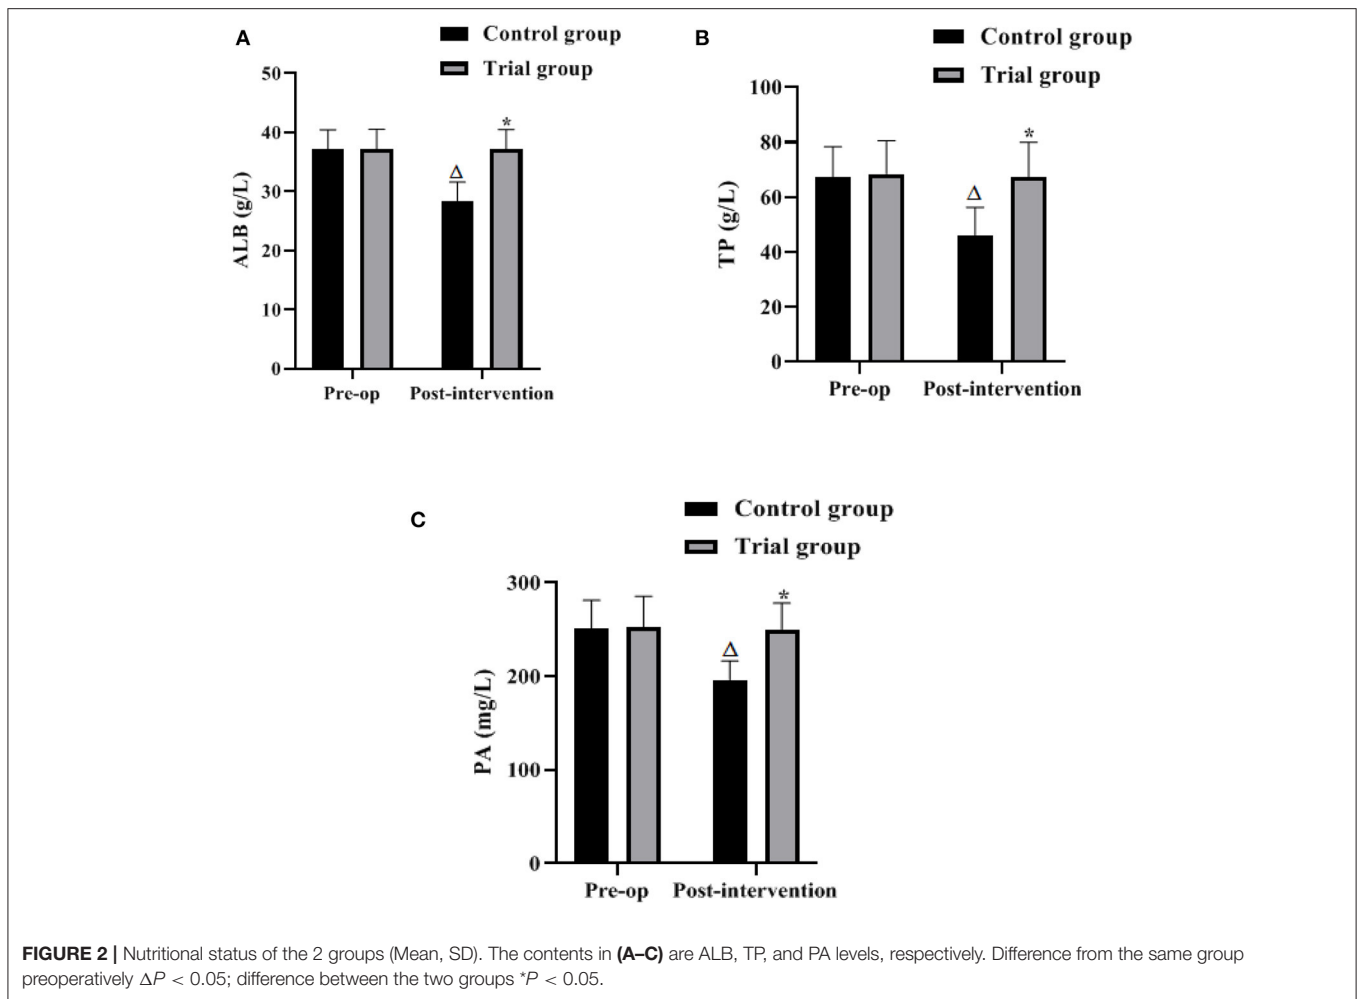 A
Control group
Trial group
50
40
30
20
10
0
ALB (g/L)
*
Δ
Pre-op
Post-intervention
B
Control group
Trial group
100
80
60
40
20
0
TP (g/L)
*
Δ
Pre-op
Post-intervention
C
Control group
Trial group
300
200
100
0
PA (mg/L)
*
Δ
Pre-op
Post-intervention
FIGURE 2 | Nutritional status of the 2 groups (Mean, SD). The contents in (A–C) are ALB, TP, and PA levels, respectively. Difference from the same group
preoperatively ΔP < 0.05; difference between the two groups *P < 0.05.